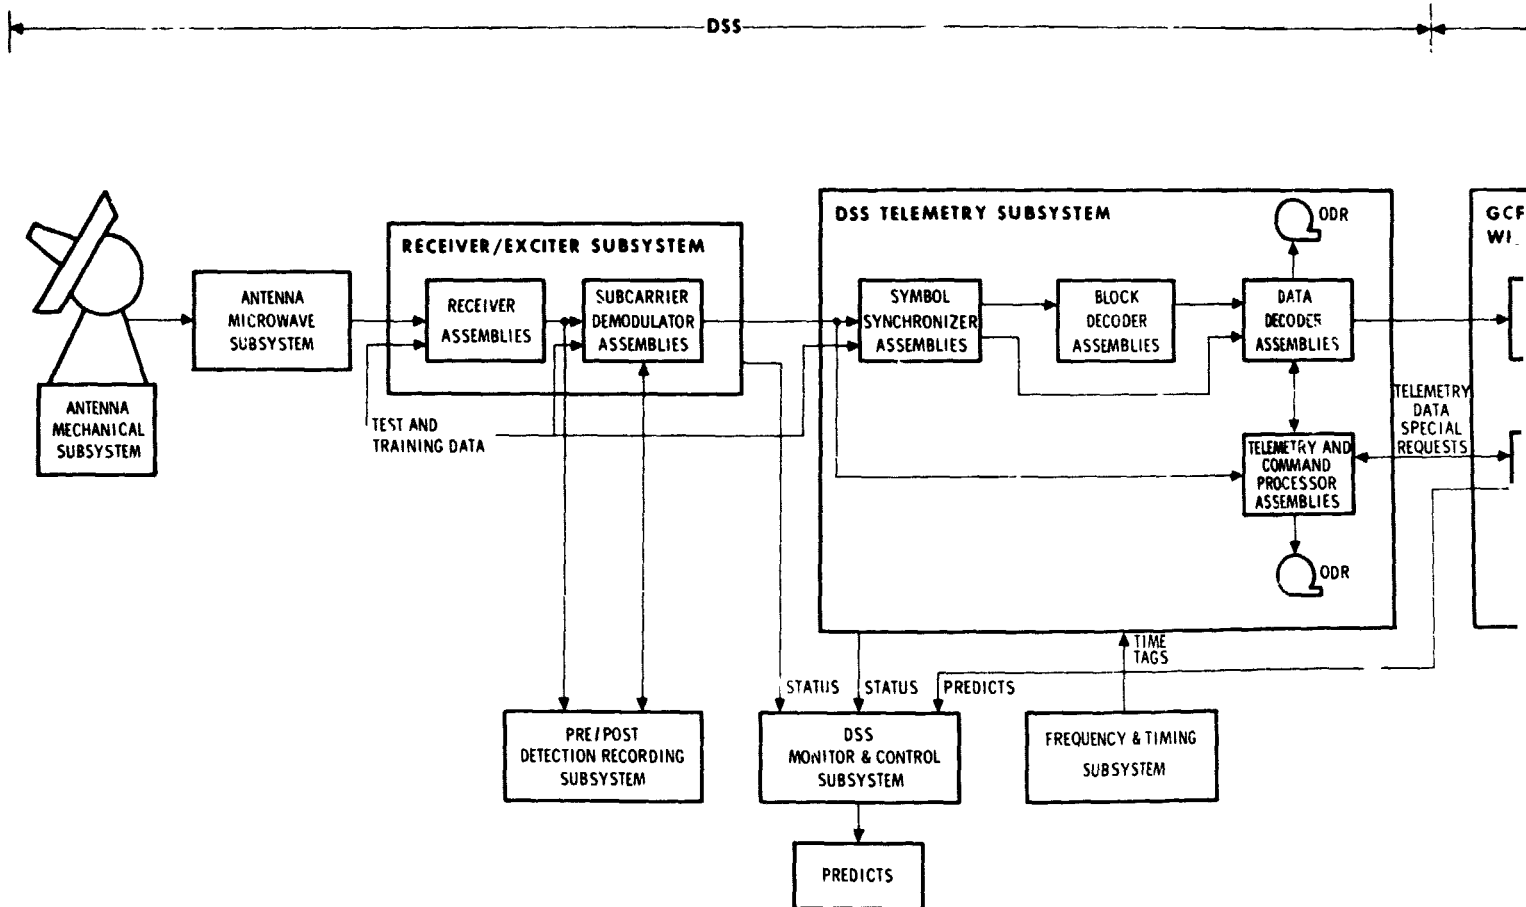 DSS
DSS TELEMETRY SUBSYSTEM
ODR
GCF
RECEIVER/EXCITER SUBSYSTEM
ANTENNA
MICROWAVE
SUBSYSTEM
RECEIVER
ASSEMBLIES
SUBCARRIER
DEMODULATOR
ASSEMBLIES
SYMBOL
SYNCHRONIZER
ASSEMBLIES
BLOCK
DECODER
ASSEMBLIES
DATA
DECODER
ASSEMBLIES
ANTENNA
MECHANICAL
SUBSYSTEM
TEST AND
TRAINING DATA
TELEMETRY
DATA
SPECIAL
REQUESTS
TELEMETRY AND
COMMAND
PROCESSOR
ASSEMBLIES
ODR
TIME
TAGS
STATUS
STATUS
PREDICTS
PRE/POST
DETECTION RECORDING
SUBSYSTEM
DSS
MONITOR & CONTROL
SUBSYSTEM
FREQUENCY & TIMING
SUBSYSTEM
PREDICTS